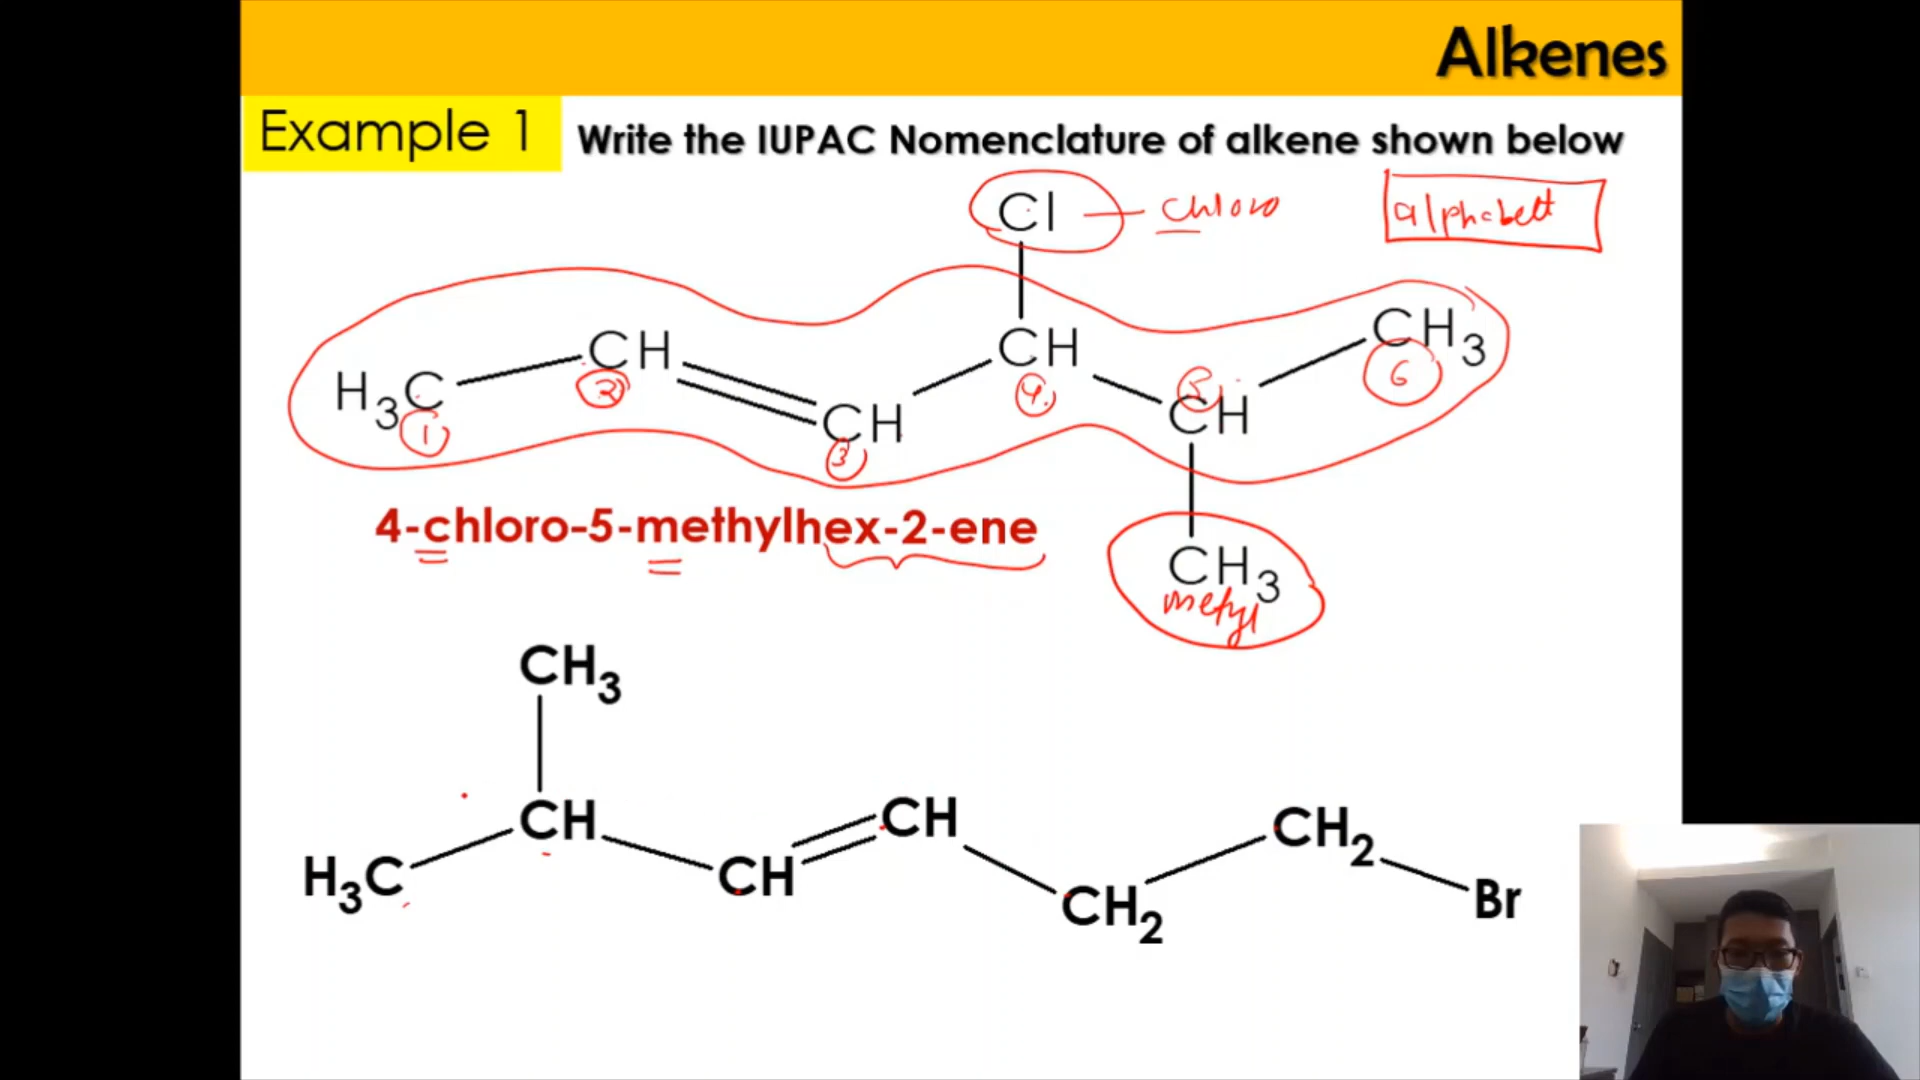 Alkenes
Example 1
Write the IUPAC Nomenclature of alkene shown below
Cl
chloro
alphabett
H3C
CH
CH
CH
CH
CH3
1
2
3
4.
5
6
4-chloro-5-methylhex-2-ene
CH3
metyl
CH3
H3C
CH
CH
CH
CH2
CH2
Br